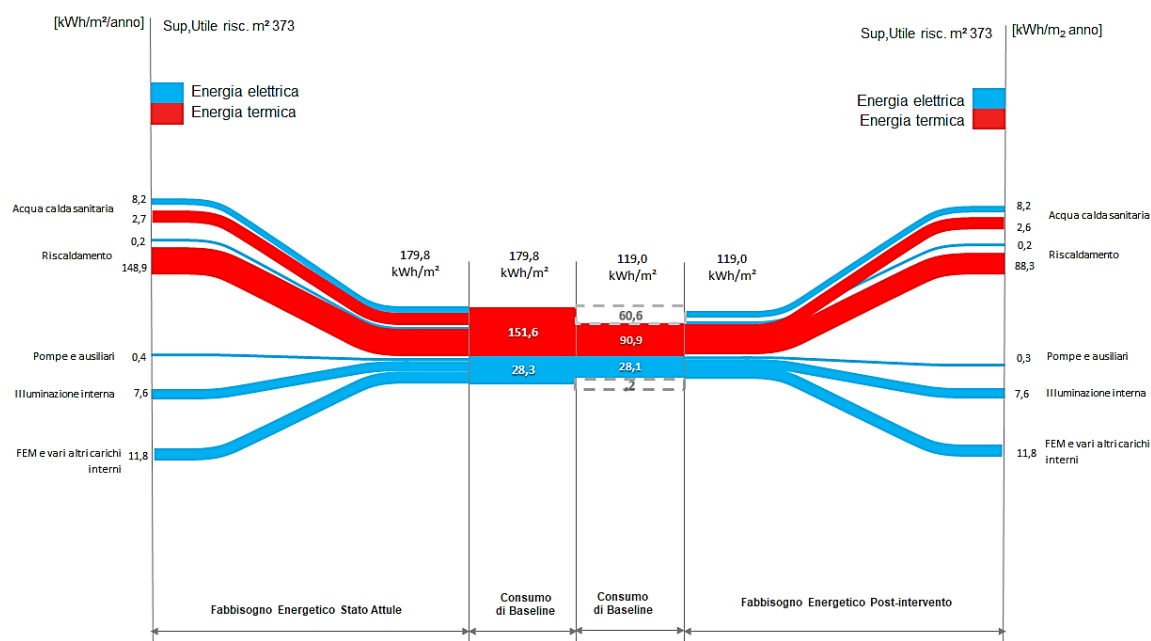 [kWh/m²/anno]
Sup,Utile risc. m² 373
Sup,Utile risc. m² 373
[kWh/m₂ anno]
Energia elettrica
Energia termica
Energia elettrica
Energia termica
Acqua calda sanitaria
8,2
2,7
0,2
Riscaldamento
148,9
Pompe e ausiliari
0,4
Illuminazione interna
7,6
FEM e vari altri carichi
interni
11,8
179,8
kWh/m²
179,8
kWh/m²
119,0
kWh/m²
119,0
kWh/m²
151,6
28,3
60,6
90,9
28,1
,2
8,2
Acqua calda sanitaria
2,6
0,2
Riscaldamento
88,3
0,3
Pompe e ausiliari
7,6
Illuminazione interna
11,8
FEM e vari altri carichi
interni
Fabbisogno Energetico Stato Attule
Consumo
di Baseline
Consumo
di Baseline
Fabbisogno Energetico Post-intervento